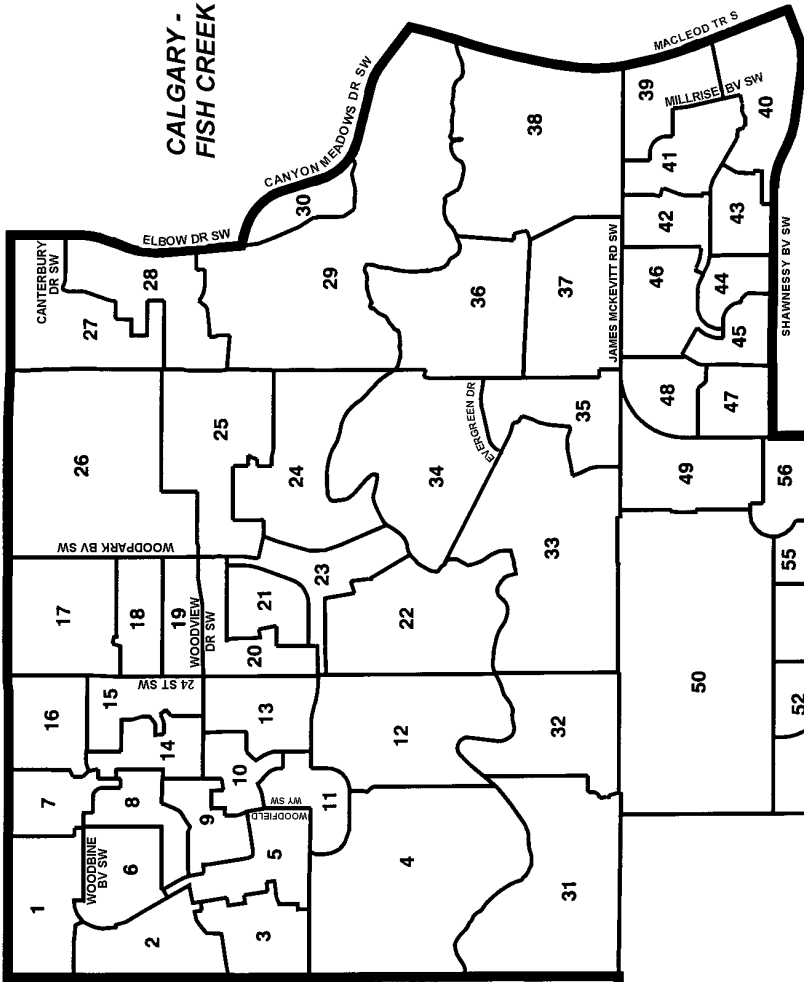 CALGARY -
FISH CREEK
MACLEOD TR S
CANYON MEADOWS DR SW
ELBOW DR SW
CANTERBURY
DR SW
MILLRISE BV SW
JAMES MCKEVITT RD SW
SHAWNESSY BV SW
EVERGREEN DR
WOODPARK BV SW
WOODVIEW
DR SW
24 ST SW
WOODFIELD
WY SW
WOODBINE
BV SW
1
2
3
4
5
6
7
8
9
10
11
12
13
14
15
16
17
18
19
20
21
22
23
24
25
26
27
28
29
30
31
32
33
34
35
36
37
38
39
40
41
42
43
44
45
46
47
48
49
50
52
55
56